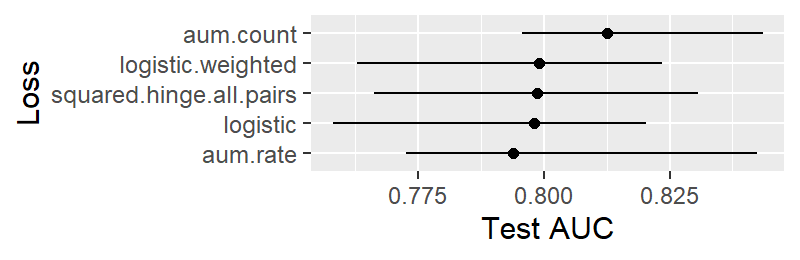 Loss
aum.count
logistic.weighted
squared.hinge.all.pairs
logistic
aum.rate
0.775 0.800 0.825
Test AUC